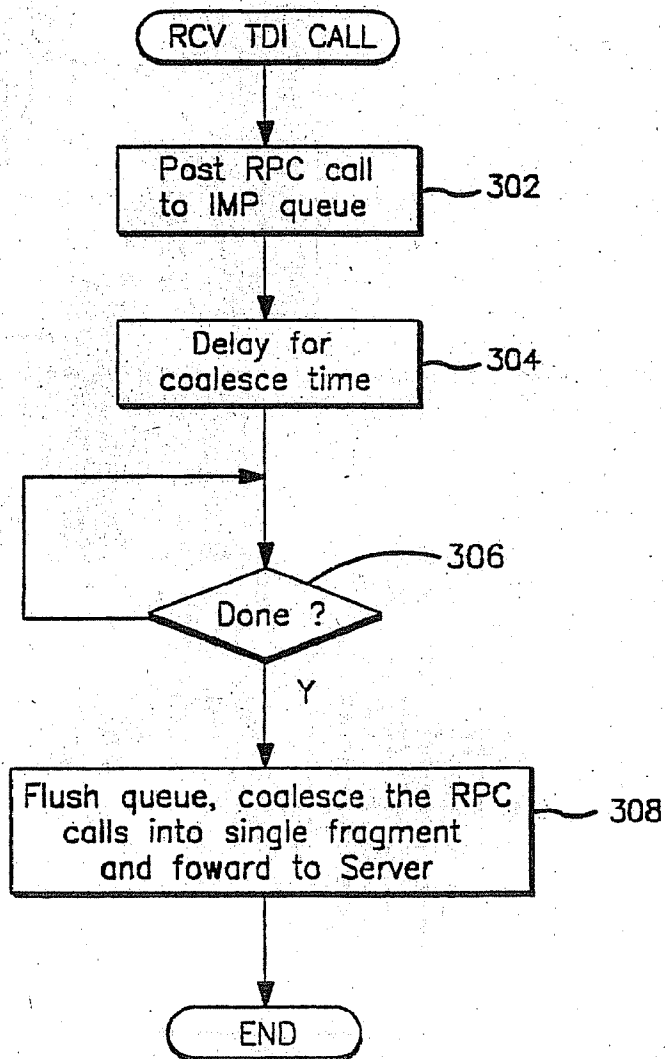 RCV TDI CALL
Post RPC call
to IMP queue
302
Delay for
coalesce time
304
306
Done ?
Y
Flush queue, coalesce the RPC
calls into single fragment
and foward to Server
308
END